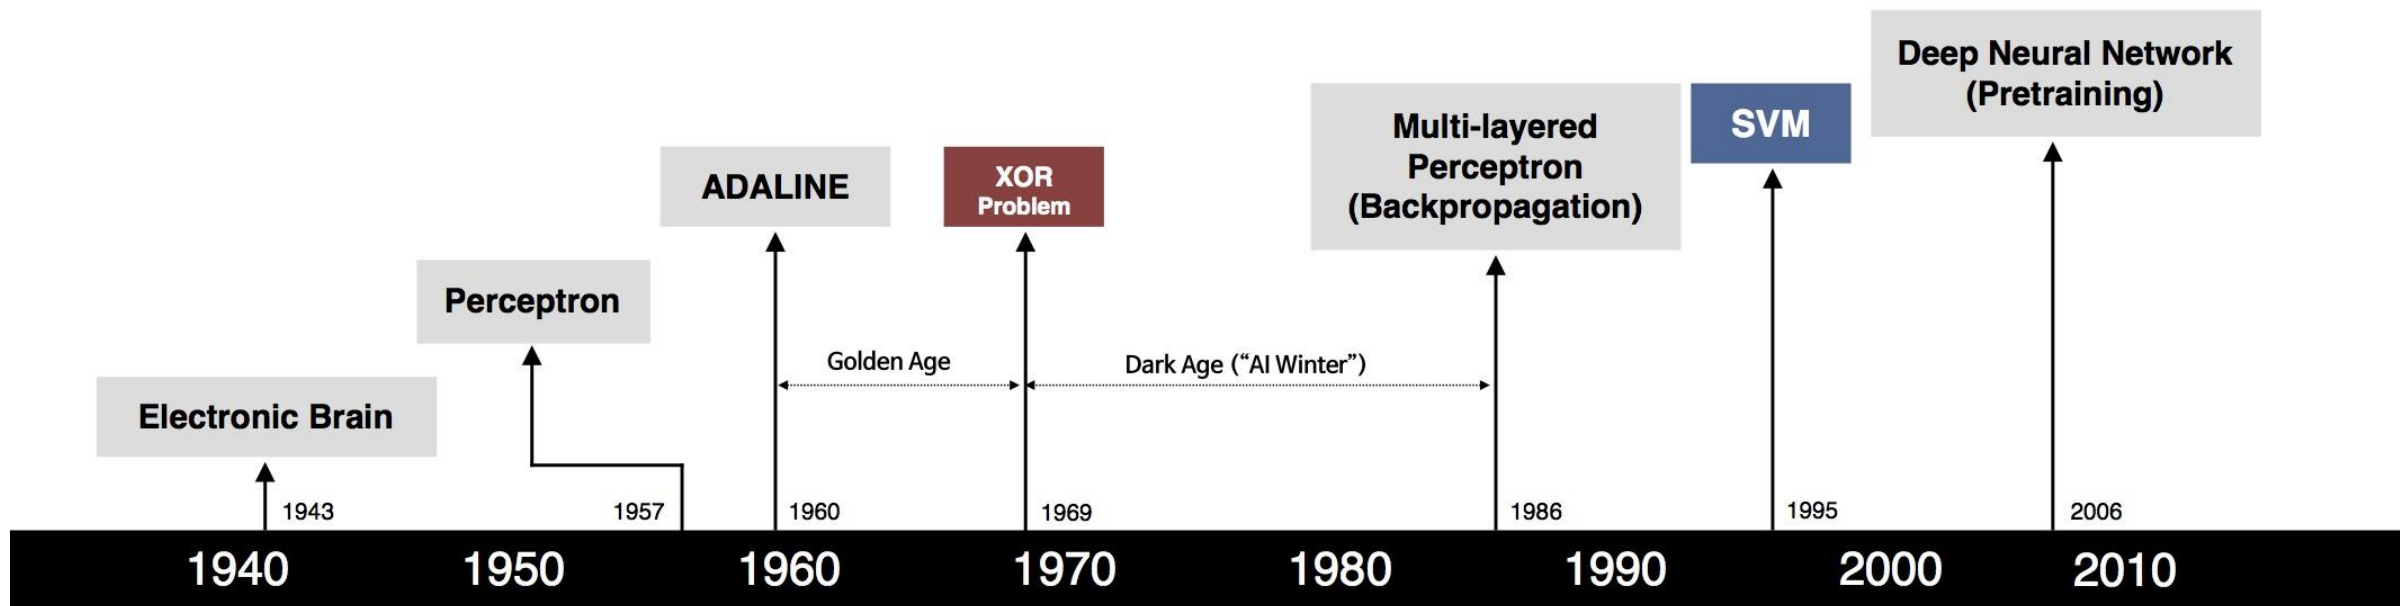 Deep Neural Network
(Pretraining)
Multi-layered
Perceptron
(Backpropagation)
SVM
ADALINE
XOR
Problem
Perceptron
Golden Age
Dark Age (“AI Winter”)
Electronic Brain
1943
1957
1960
1969
1986
1995
2006
1940
1950
1960
1970
1980
1990
2000
2010